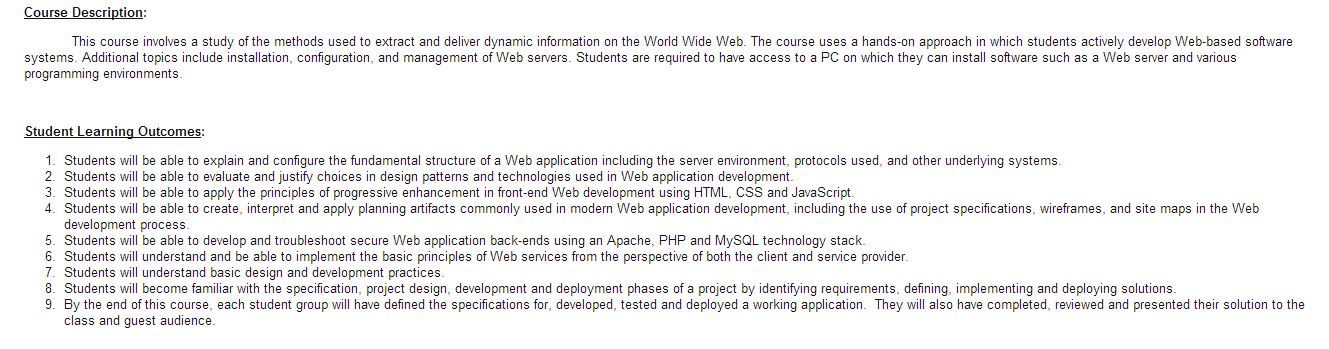 Course Description:
This course involves a study of the methods used to extract and deliver dynamic information on the World Wide Web. The course uses a hands-on approach in which students actively develop Web-based software
systems. Additional topics include installation, configuration, and management of Web servers. Students are required to have access to a PC on which they can install software such as a Web server and various
programming environments.
Student Learning Outcomes:
1. Students will be able to explain and configure the fundamental structure of a Web application including the server environment, protocols used, and other underlying systems.
2. Students will be able to evaluate and justify choices in design patterns and technologies used in Web application development.
3. Students will be able to apply the principles of progressive enhancement in front-end Web development using HTML, CSS and JavaScript.
4. Students will be able to create, interpret and apply planning artifacts commonly used in modern Web application development, including the use of project specifications, wireframes, and site maps in the Web
development process.
5. Students will be able to develop and troubleshoot secure Web application back-ends using an Apache, PHP and MySQL technology stack.
6. Students will understand and be able to implement the basic principles of Web services from the perspective of both the client and service provider.
7. Students will understand basic design and development practices.
8. Students will become familiar with the specification, project design, development and deployment phases of a project by identifying requirements, defining, implementing and deploying solutions.
9. By the end of this course, each student group will have defined the specifications for, developed, tested and deployed a working application. They will also have completed, reviewed and presented their solution to the
class and guest audience.